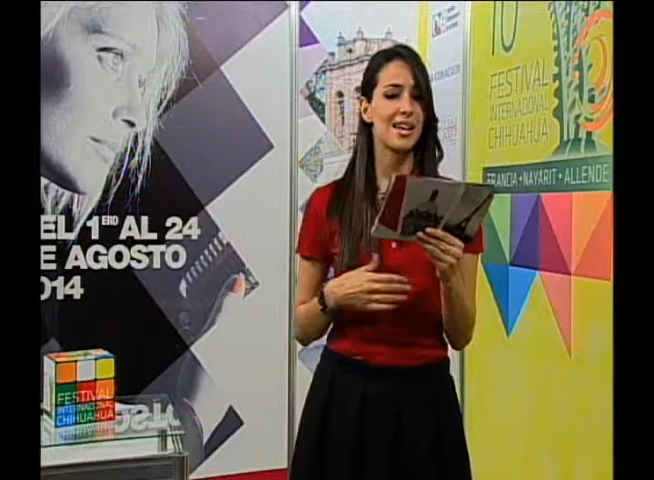 EL 1ERO AL 24
E AGOSTO
014
10
FESTIVAL
INTERNACIONAL
CHIHUAHUA
FRANCIA • NAYARIT • ALLENDE
FESTIVAL
INTERNACIONAL
CHIHUAHUA